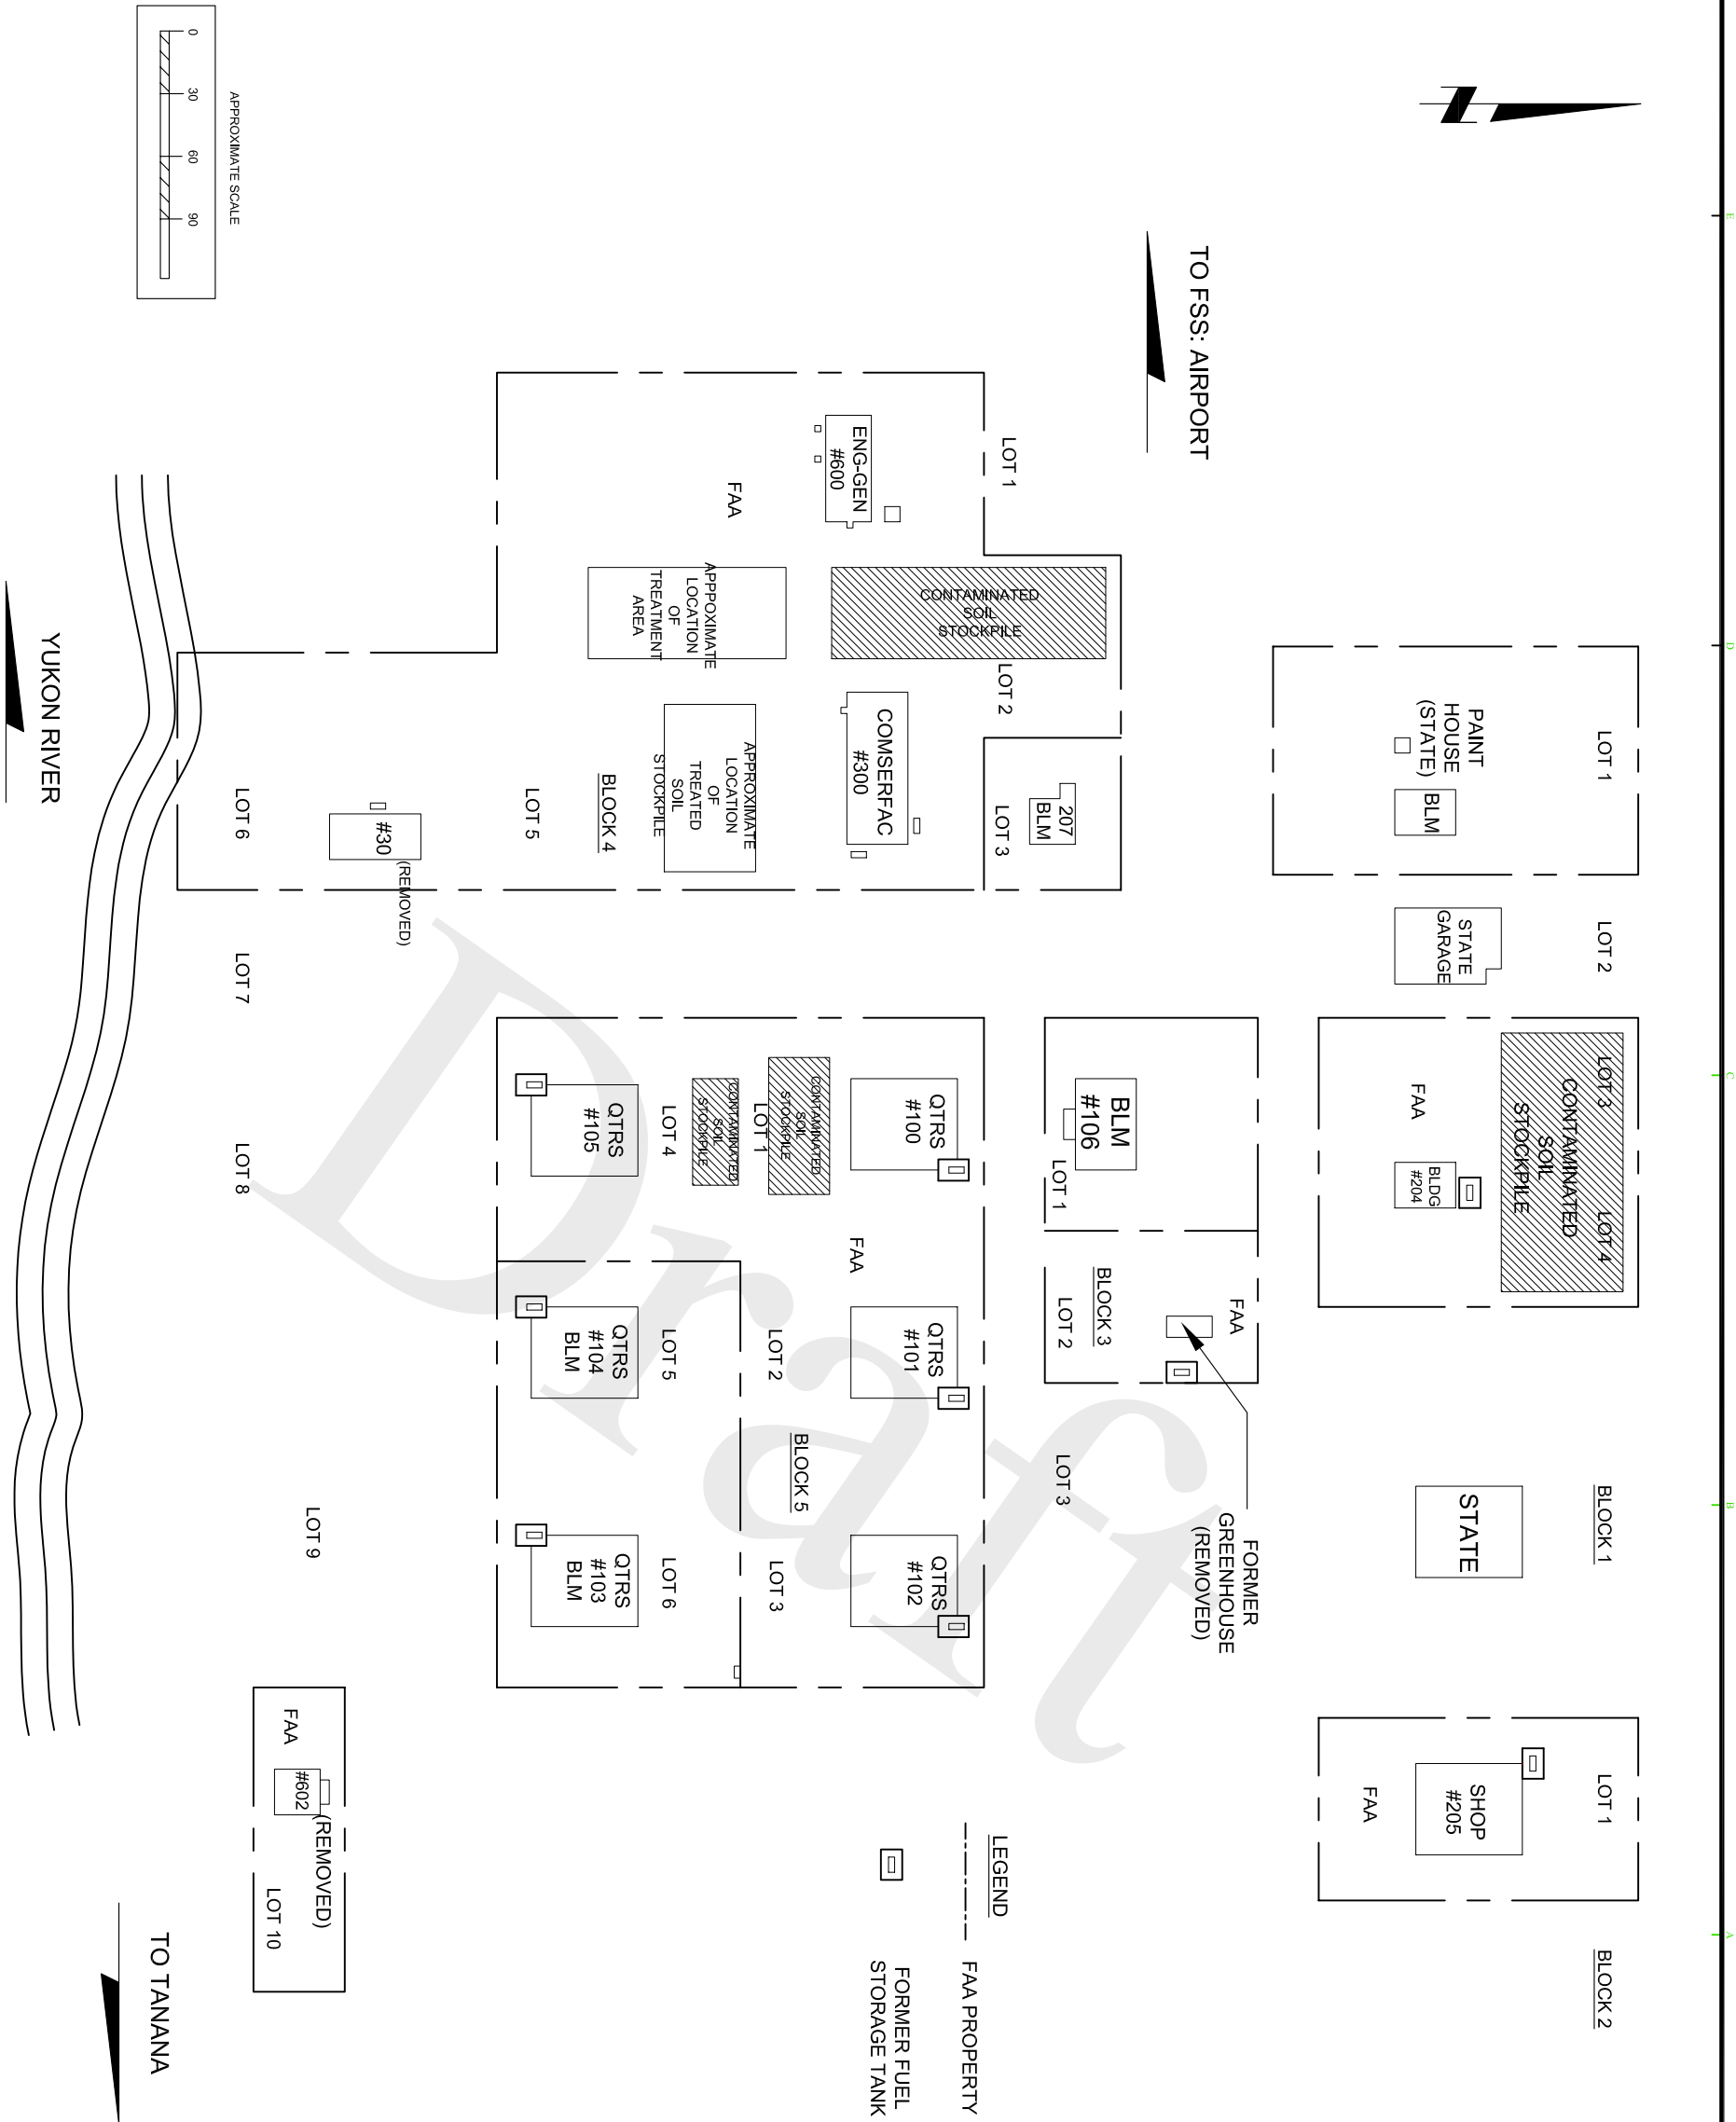 E
D
C
B
A
LOT 1
PAINT
HOUSE
(STATE)
BLM
LOT 2
STATE
GARAGE
LOT 3
LOT 4
CONTAMINATED
SOIL
STOCKPILE
FAA
BLDG
#204
BLOCK 1
STATE
LOT 1
SHOP
#205
FAA
BLOCK 2
TO FSS: AIRPORT
FAA
FORMER
GREENHOUSE
(REMOVED)
BLM
#106
LOT 1
BLOCK 3
LOT 2
LOT 3
LOT 1
ENG-GEN
#600
FAA
CONTAMINATED
SOIL
STOCKPILE
LOT 2
207
BLM
LOT 3
COMSERFAC
#300
APPOXIMATE
LOCATION
OF
TREATMENT
AREA
APPROXIMATE
LOCATION
OF
TREATED
SOIL
STOCKPILE
BLOCK 4
LOT 5
#30
(REMOVED)
LOT 6
QTRS
#100
QTRS
#101
QTRS
#102
FAA
CONTAMINATED
SOIL
STOCKPILE
LOT 1
LOT 2
BLOCK 5
LOT 3
CONTAMINATED
SOIL
STOCKPILE
LOT 4
LOT 5
LOT 6
QTRS
#105
QTRS
#104
BLM
QTRS
#103
BLM
LEGEND
FAA PROPERTY
FORMER FUEL
STORAGE TANK
LOT 7
LOT 8
LOT 9
FAA
#602
(REMOVED)
LOT 10
APPROXIMATE SCALE
0
30
60
90
YUKON RIVER
TO TANANA
Draft